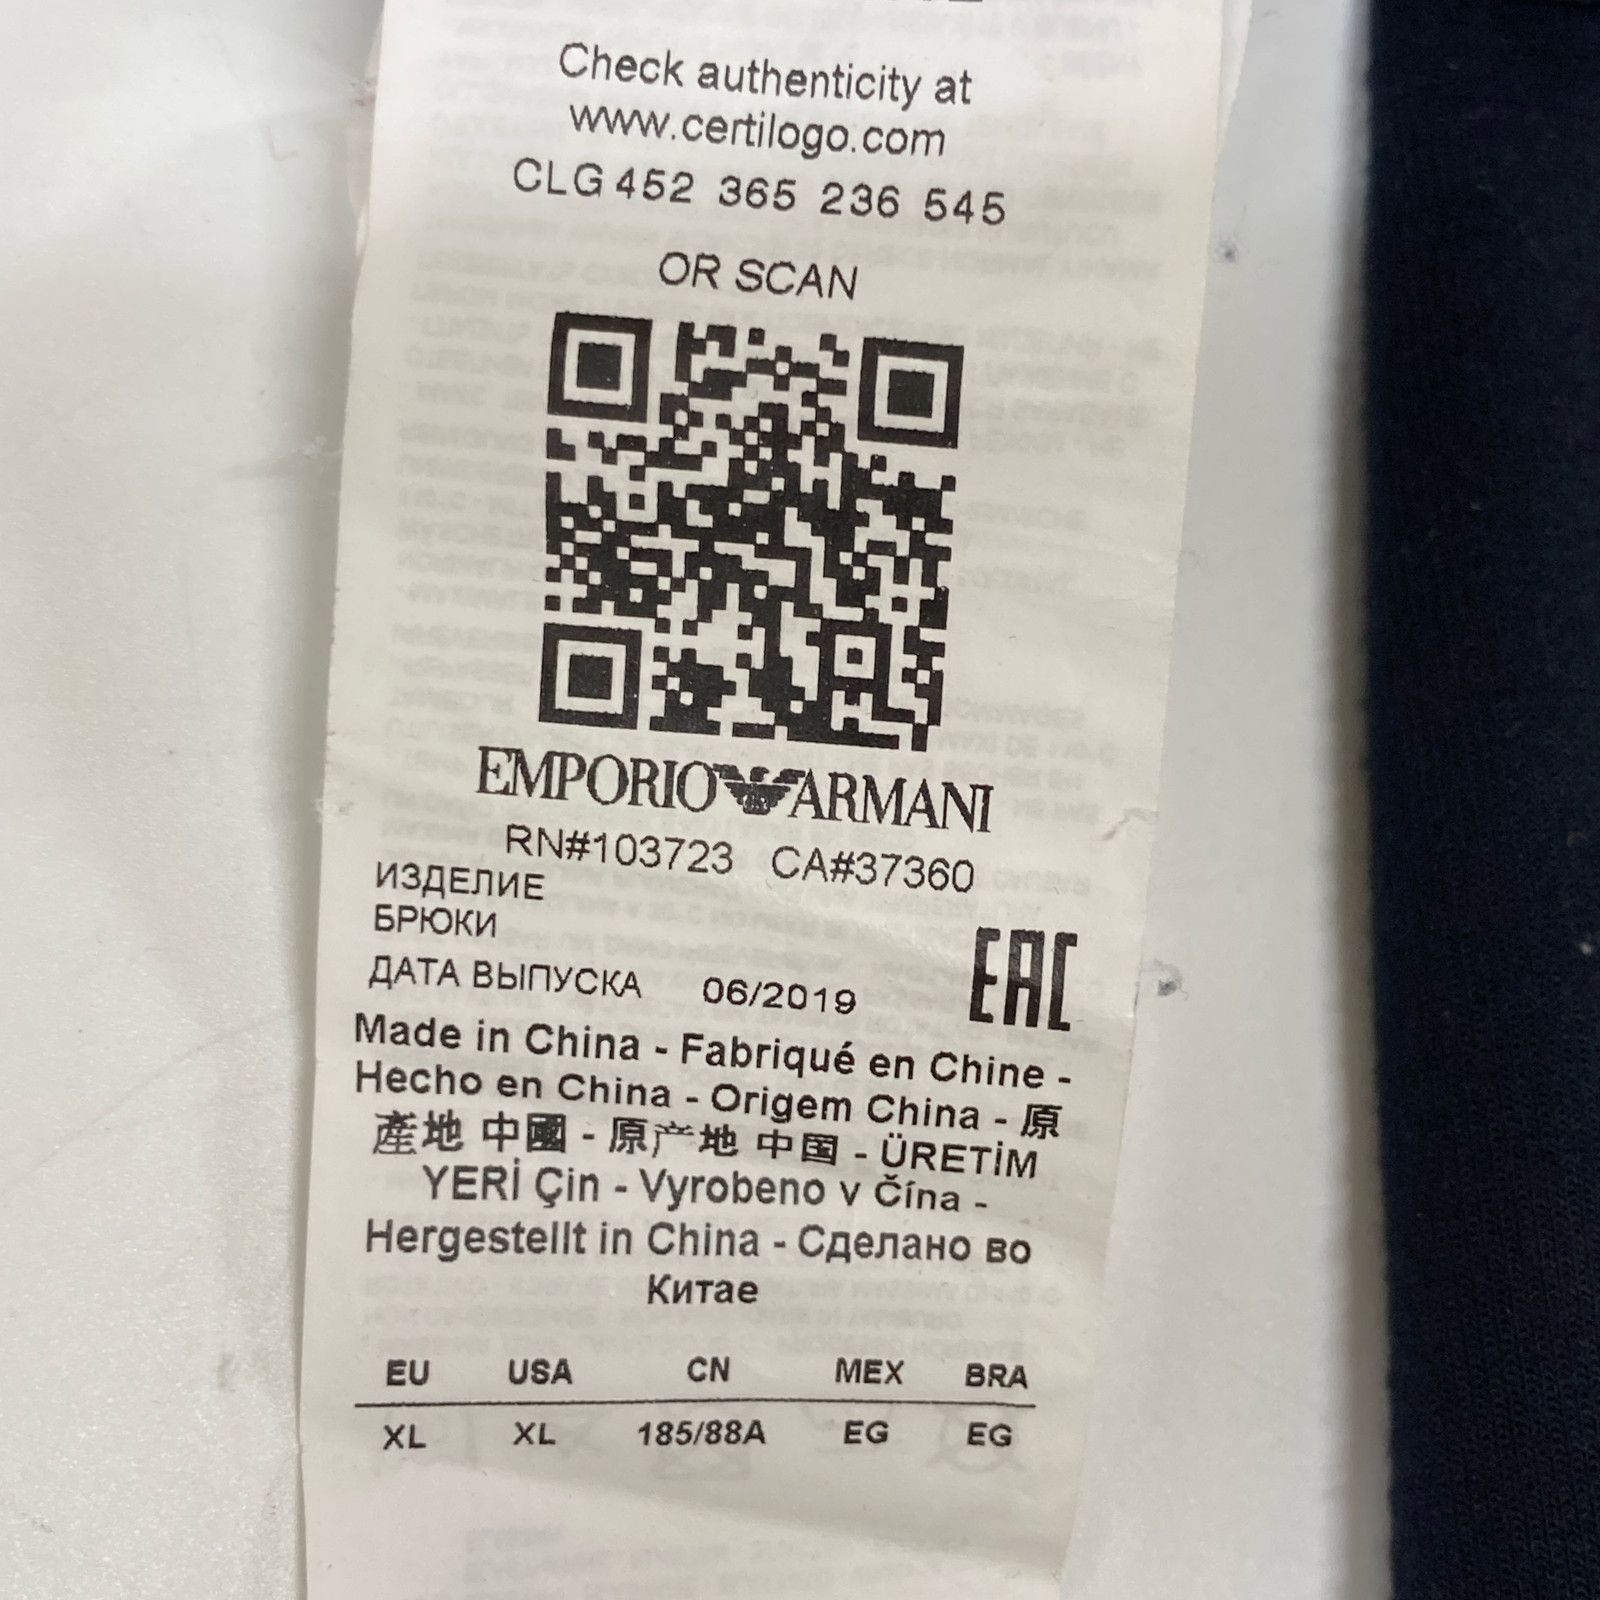 Check authenticity at
www.certilogo.com
CLG 452 365 236 545
OR SCAN
EMPORIO ARMANI
RN#103723 CA#37360
ИЗДЕЛИЕ
БРЮКИ
ДАТА ВЫПУСКА 06/2019
EAC
Made in China - Fabriqué en Chine -
Hecho en China - Origem China - 原
產地 中國 - 原产地 中国 - ÜRETİM
YERİ Çin - Vyrobeno v Čína -
Hergestellt in China - Сделано во
Китае
EU USA CN MEX BRA
XL XL 185/88A EG EG